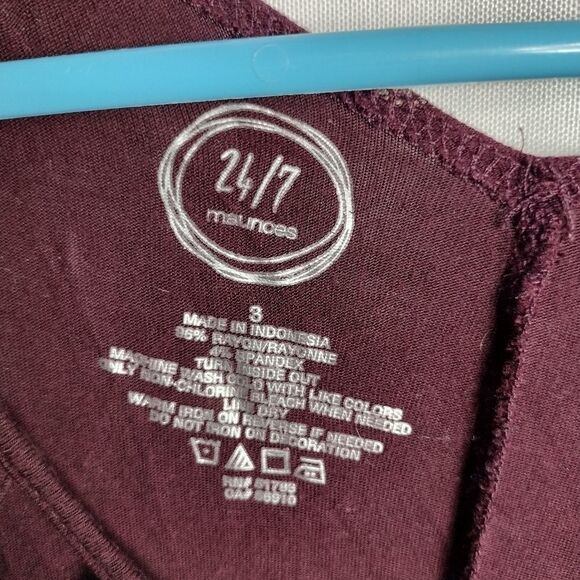 24/7
maurices
3
MADE IN INDONESIA
96% RAYON/RAYONNE
4% SPANDEX
TURN INSIDE OUT
MACHINE WASH COLD WITH LIKE COLORS
ONLY NON-CHLORINE BLEACH WHEN NEEDED
LINE DRY
WARM IRON ON REVERSE IF NEEDED
DO NOT IRON ON DECORATION
RN#
CA#